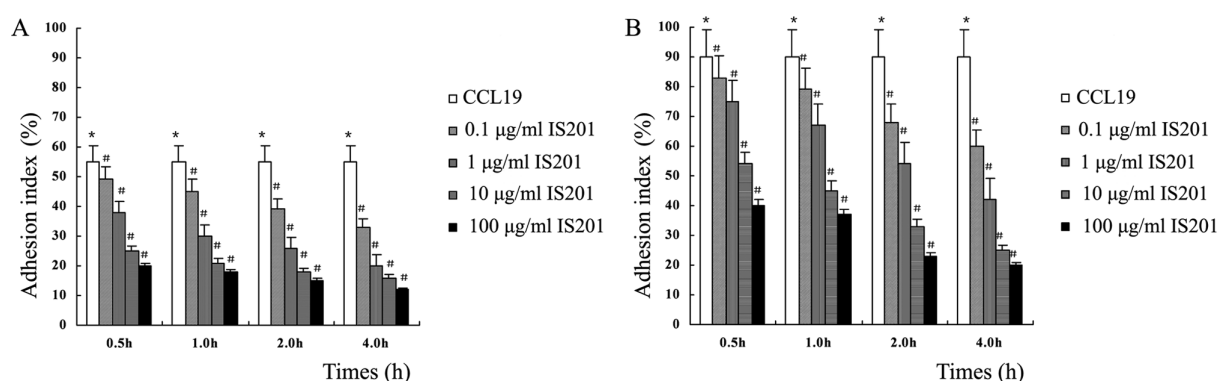 A
Adhesion index (%)
100
90
80
70
60
50
40
30
20
10
0
* # # # #
* # # # #
* # # # #
* # # # #
0.5h 1.0h 2.0h 4.0h
Times (h)
CCL19
0.1 μg/ml IS201
1 μg/ml IS201
10 μg/ml IS201
100 μg/ml IS201
B
Adhesion index (%)
100
90
80
70
60
50
40
30
20
10
0
* # # # #
* # # # #
* # # # #
* # # # #
0.5h 1.0h 2.0h 4.0h
Times (h)
CCL19
0.1 μg/ml IS201
1 μg/ml IS201
10 μg/ml IS201
100 μg/ml IS201